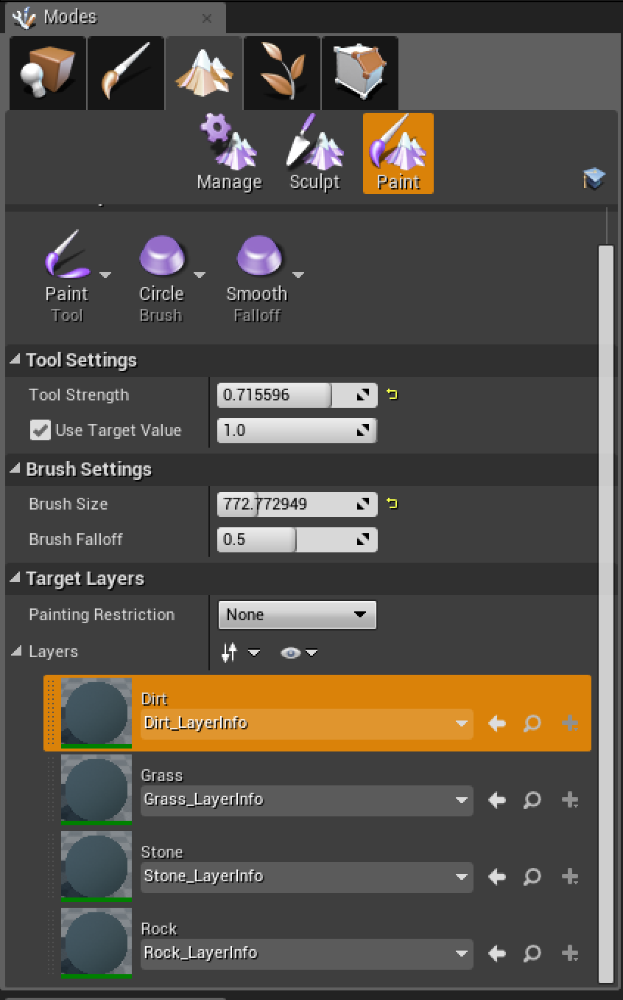 Modes
Manage Sculpt Paint
Paint Circle Smooth
Tool Brush Falloff
Tool Settings
Tool Strength 0.715596
Use Target Value 1.0
Brush Settings
Brush Size 772.772949
Brush Falloff 0.5
Target Layers
Painting Restriction None
Layers
Dirt
Dirt_LayerInfo
Grass
Grass_LayerInfo
Stone
Stone_LayerInfo
Rock
Rock_LayerInfo